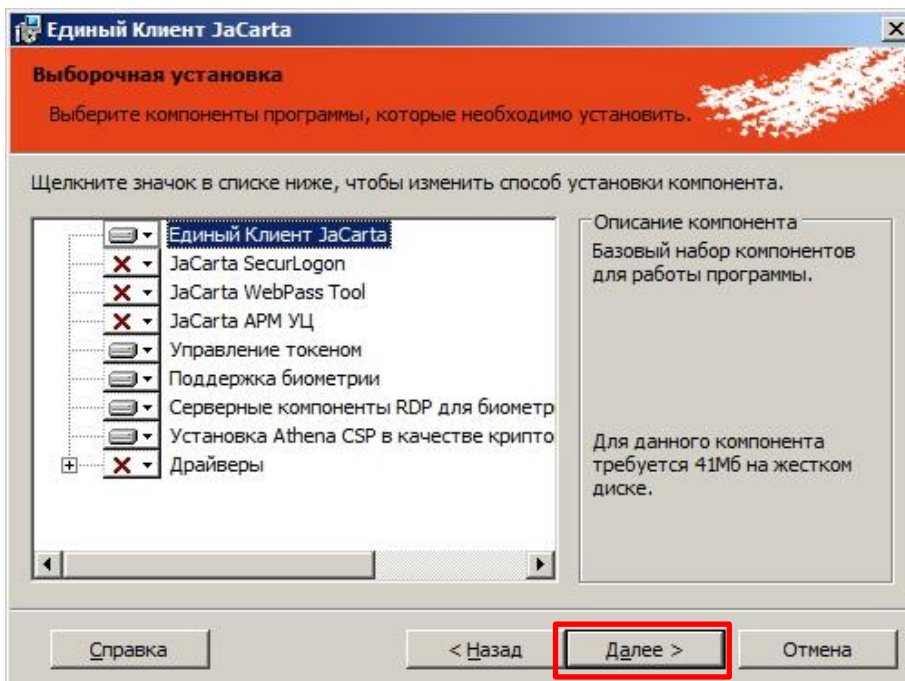 Единый Клиент JaCarta
Выборочная установка
Выберите компоненты программы, которые необходимо установить.
Щелкните значок в списке ниже, чтобы изменить способ установки компонента.
Единый Клиент JaCarta
JaCarta SecurLogon
JaCarta WebPass Tool
JaCarta АРМ УЦ
Управление токеном
Поддержка биометрии
Серверные компоненты RDP для биометр
Установка Athena CSP в качестве крипто
Драйверы
Описание компонента
Базовый набор компонентов
для работы программы.
Для данного компонента
требуется 41Мб на жестком
диске.
Справка
< Назад
Далее >
Отмена